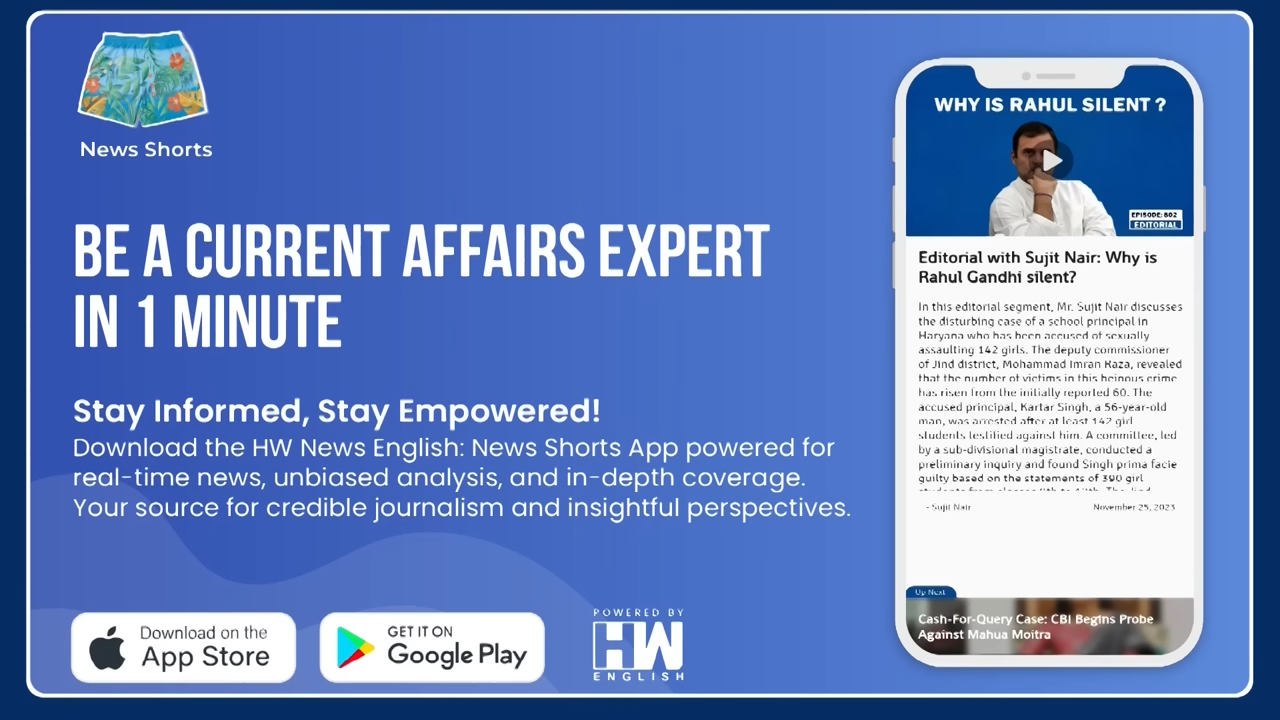 News Shorts
BE A CURRENT AFFAIRS EXPERT
IN 1 MINUTE
Stay Informed, Stay Empowered!
Download the HW News English: News Shorts App powered for
real-time news, unbiased analysis, and in-depth coverage.
Your source for credible journalism and insightful perspectives.
Download on the
App Store
GET IT ON
Google Play
POWERED BY
HW
ENGLISH
WHY IS RAHUL SILENT ?
EPISODE: 802
EDITORIAL
Editorial with Sujit Nair: Why is
Rahul Gandhi silent?
In this editorial segment, Mr. Sujit Nair discusses
the disturbing case of a school principal in
Haryana who has been accused of sexually
assaulting 142 girls. The deputy commissioner
of Jind district, Mohammad Imran Raza, revealed
that the number of victims in this heinous crime
has risen from the initially reported 60. The
accused principal, Kartar Singh, a 56-year-old
man, was arrested after at least 142 girl
students testified against him. A committee, led
by a sub-divisional magistrate, conducted a
preliminary inquiry and found Singh prima facie
guilty based on the statements of 390 girl
- Sujit Nair
November 25, 2023
Up Next
Cash-For-Query Case: CBI Begins Probe
Against Mahua Moitra